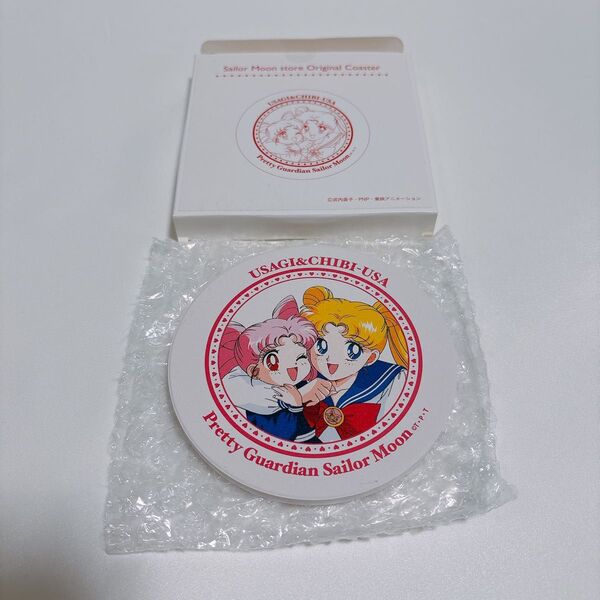 Sailor Moon store Original Coaster
USAGI&CHIBI-USA
Pretty Guardian Sailor Moon
©武内直子・PNP・東映アニメーション
USAGI&CHIBI-USA
Pretty Guardian Sailor Moon ©T・P・T